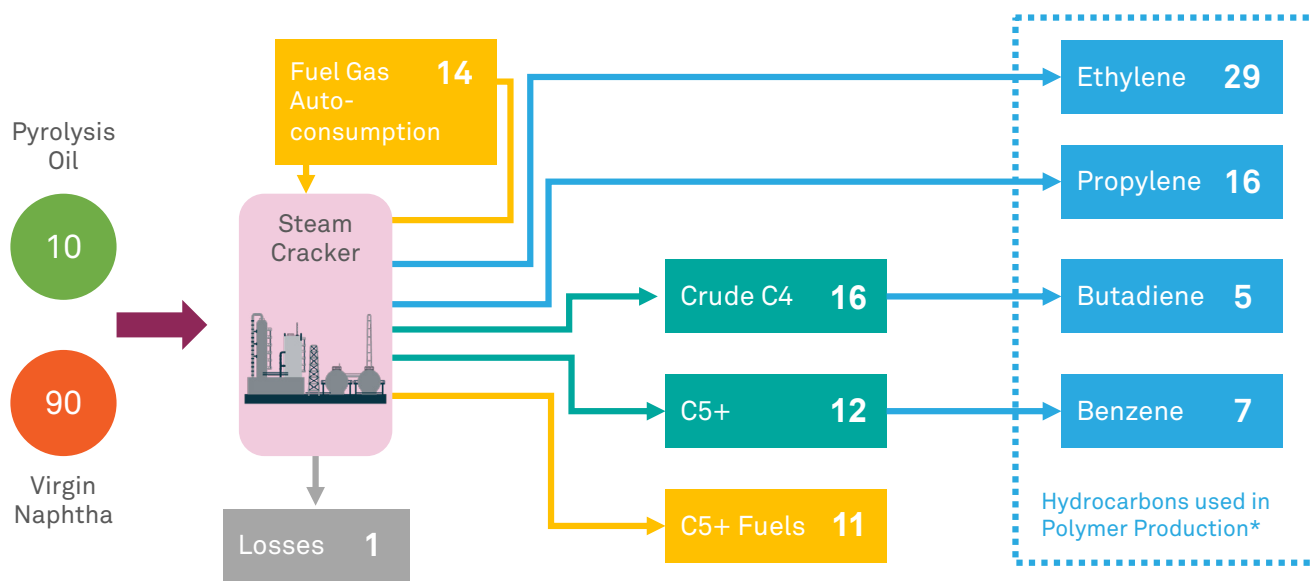 Pyrolysis
Oil
10
90
Virgin
Naphtha
Fuel Gas 14
Auto-
consumption
Steam
Cracker
Losses 1
Crude C4 16
C5+ 12
C5+ Fuels 11
Ethylene 29
Propylene 16
Butadiene 5
Benzene 7
Hydrocarbons used in
Polymer Production*